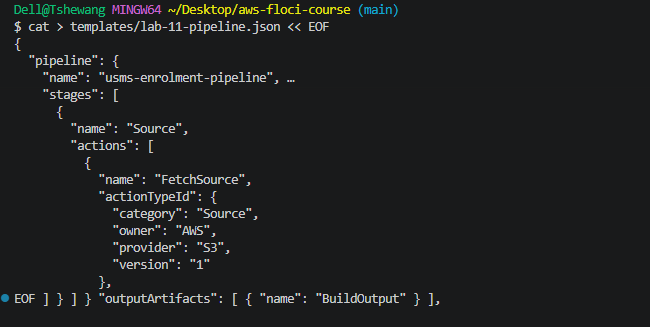 Dell@Tshewang MINGW64 ~/Desktop/aws-floci-course (main)
$ cat > templates/lab-11-pipeline.json << EOF
{
  "pipeline": {
    "name": "usms-enrolment-pipeline", …
    "stages": [
      {
        "name": "Source",
        "actions": [
          {
            "name": "FetchSource",
            "actionTypeId": {
              "category": "Source",
              "owner": "AWS",
              "provider": "S3",
              "version": "1"
            },
EOF ] } ] } "outputArtifacts": [ { "name": "BuildOutput" } ],